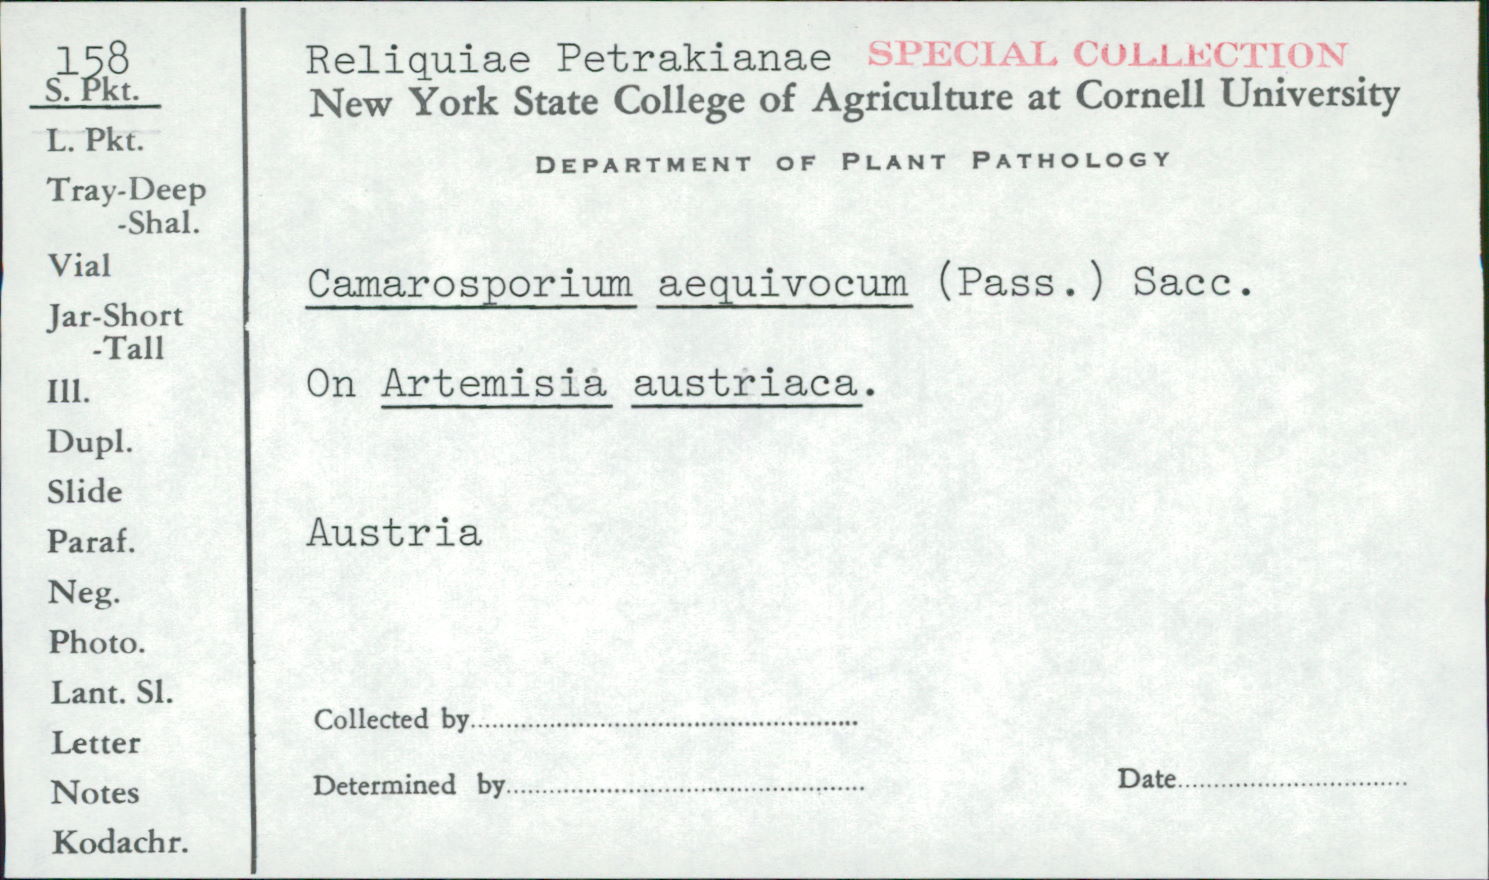 158
S. Pkt.
L. Pkt.
Tray-Deep
-Shal.
Vial
Jar-Short
-Tall
Ill.
Dupl.
Slide
Paraf.
Neg.
Photo.
Lant. Sl.
Letter
Notes
Kodachr.
Reliquiae Petrakianae SPECIAL COLLECTION
New York State College of Agriculture at Cornell University
DEPARTMENT OF PLANT PATHOLOGY
Camarosporium aequivocum (Pass.) Sacc.
On Artemisia austriaca.
Austria
Collected by
Determined by
Date